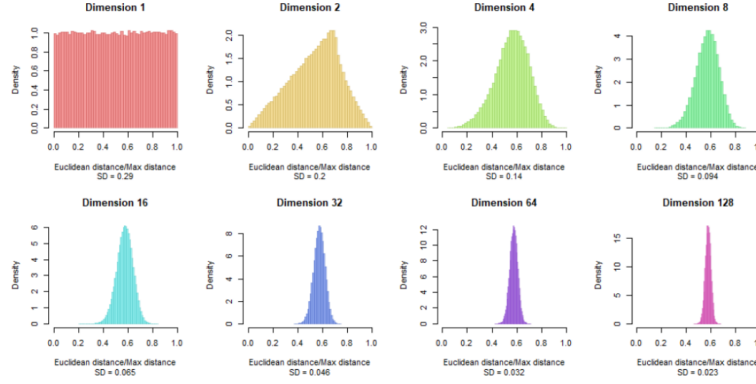 Dimension 1
Density
0.0 0.2 0.4 0.6 0.8 1.0
0.0 0.2 0.4 0.6 0.8 1.0
Euclidean distance/Max distance
SD = 0.29
Dimension 2
Density
0.0 0.5 1.0 1.5 2.0
0.0 0.2 0.4 0.6 0.8 1.0
Euclidean distance/Max distance
SD = 0.2
Dimension 4
Density
0.0 0.5 1.0 1.5 2.0 2.5 3.0
0.0 0.2 0.4 0.6 0.8 1.0
Euclidean distance/Max distance
SD = 0.14
Dimension 8
Density
0 1 2 3 4
0.0 0.2 0.4 0.6 0.8 1.0
Euclidean distance/Max distance
SD = 0.094
Dimension 16
Density
0 1 2 3 4 5 6
0.0 0.2 0.4 0.6 0.8 1.0
Euclidean distance/Max distance
SD = 0.065
Dimension 32
Density
0 2 4 6 8
0.0 0.2 0.4 0.6 0.8 1.0
Euclidean distance/Max distance
SD = 0.046
Dimension 64
Density
0 2 4 6 8 10 12
0.0 0.2 0.4 0.6 0.8 1.0
Euclidean distance/Max distance
SD = 0.032
Dimension 128
Density
0 5 10 15
0.0 0.2 0.4 0.6 0.8 1.0
Euclidean distance/Max distance
SD = 0.023